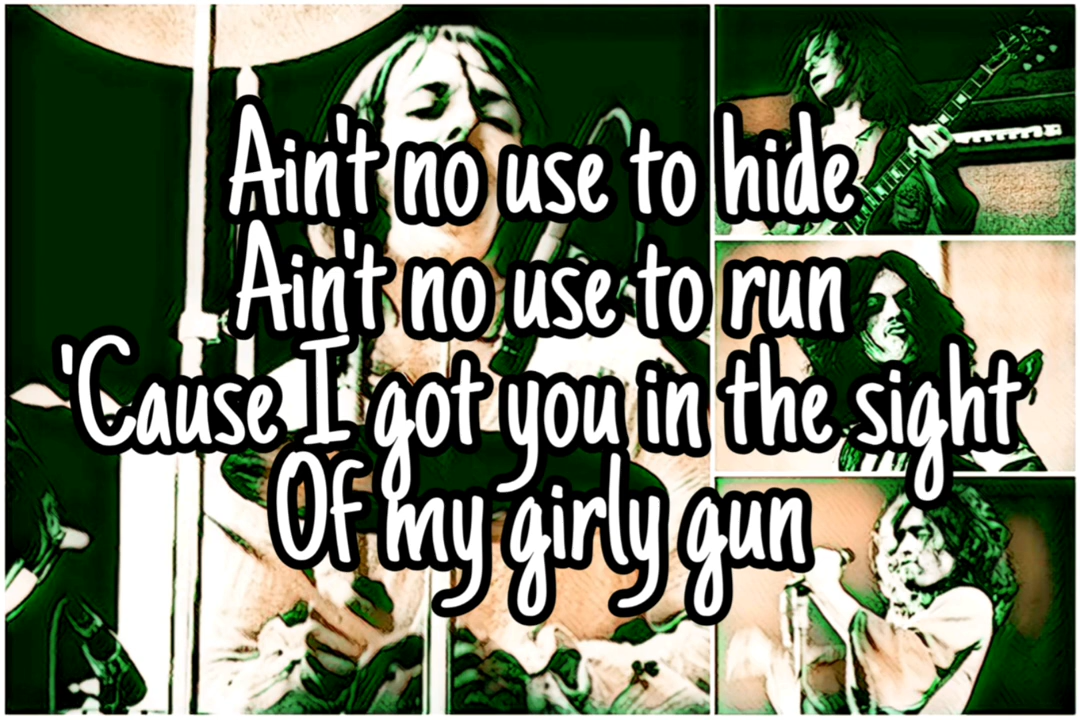 Ain't no use to hide
Ain't no use to run
'Cause I got you in the sight
Of my girly gun